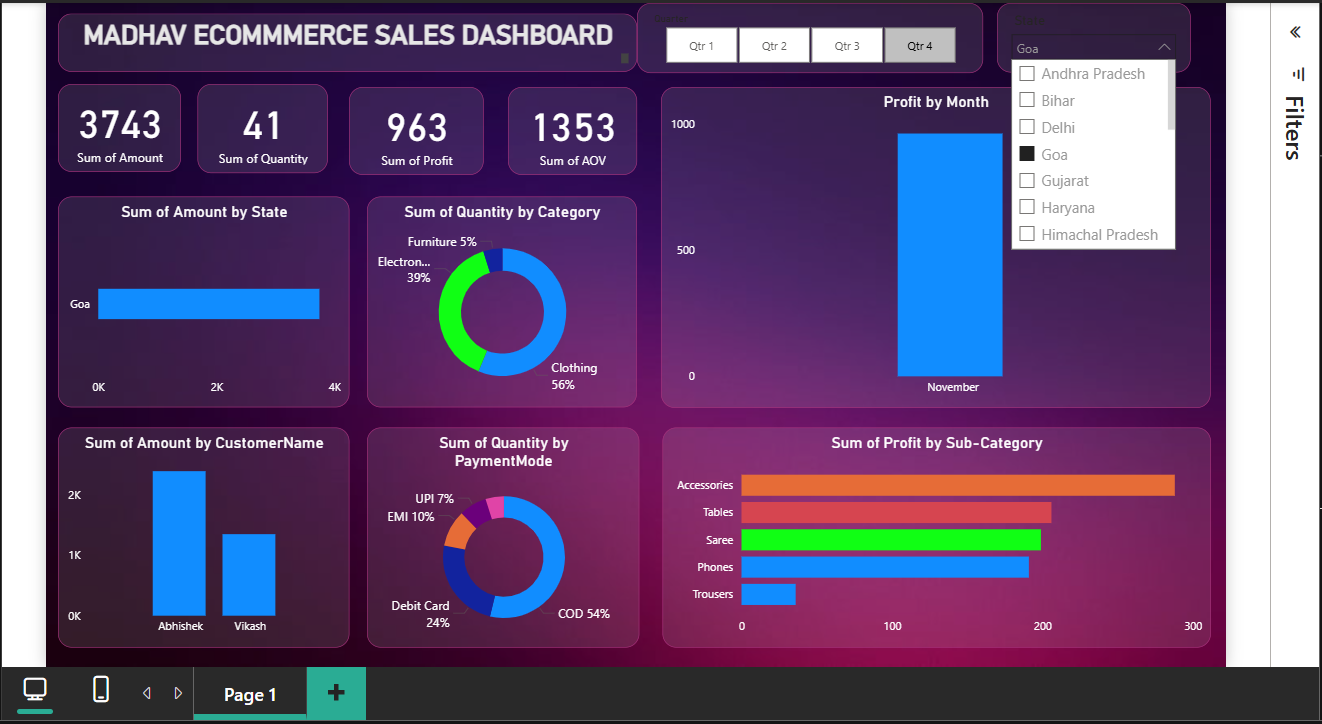 MADHAV ECOMMMERCE SALES DASHBOARD
Qtr 1
Qtr 2
Qtr 3
Qtr 4
Goa
Andhra Pradesh
Bihar
Delhi
Goa
Gujarat
Haryana
Himachal Pradesh
Filters
3743
Sum of Amount
41
Sum of Quantity
963
Sum of Profit
1353
Sum of AOV
Profit by Month
1000
500
0
November
Sum of Amount by State
Goa
0K
2K
4K
Sum of Quantity by Category
Furniture 5%
Electron...
39%
Clothing
56%
Sum of Amount by CustomerName
2K
1K
0K
Abhishek
Vikash
Sum of Quantity by
PaymentMode
UPI 7%
EMI 10%
Debit Card
24%
COD 54%
Sum of Profit by Sub-Category
Accessories
Tables
Saree
Phones
Trousers
0
100
200
300
Page 1